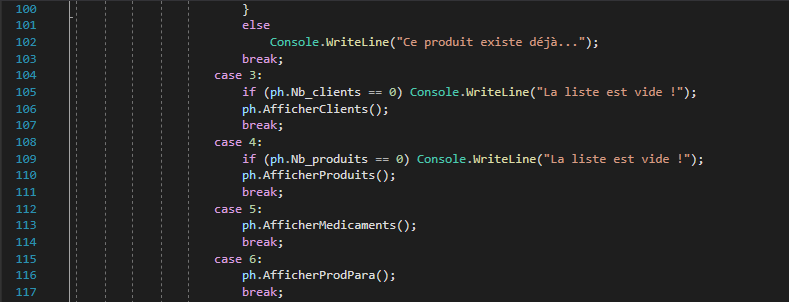 100 }
101 else
102 Console.WriteLine("Ce produit existe déjà...");
103 break;
104 case 3:
105 if (ph.Nb_clients == 0) Console.WriteLine("La liste est vide !");
106 ph.AfficherClients();
107 break;
108 case 4:
109 if (ph.Nb_produits == 0) Console.WriteLine("La liste est vide !");
110 ph.AfficherProduits();
111 break;
112 case 5:
113 ph.AfficherMedicaments();
114 break;
115 case 6:
116 ph.AfficherProdPara();
117 break;